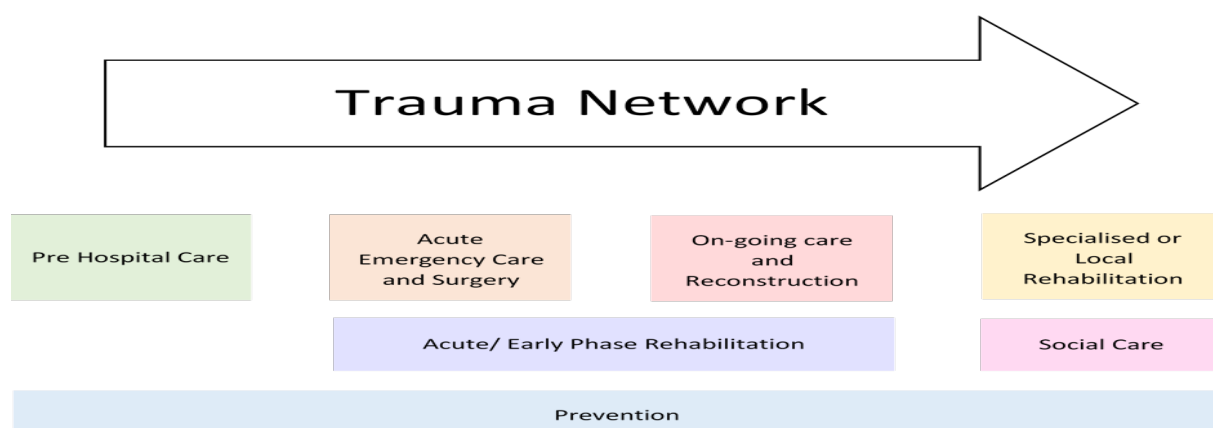 Trauma Network
Pre Hospital Care
Acute
Emergency Care
and Surgery
On-going care
and
Reconstruction
Specialised or
Local
Rehabilitation
Acute/ Early Phase Rehabilitation
Social Care
Prevention